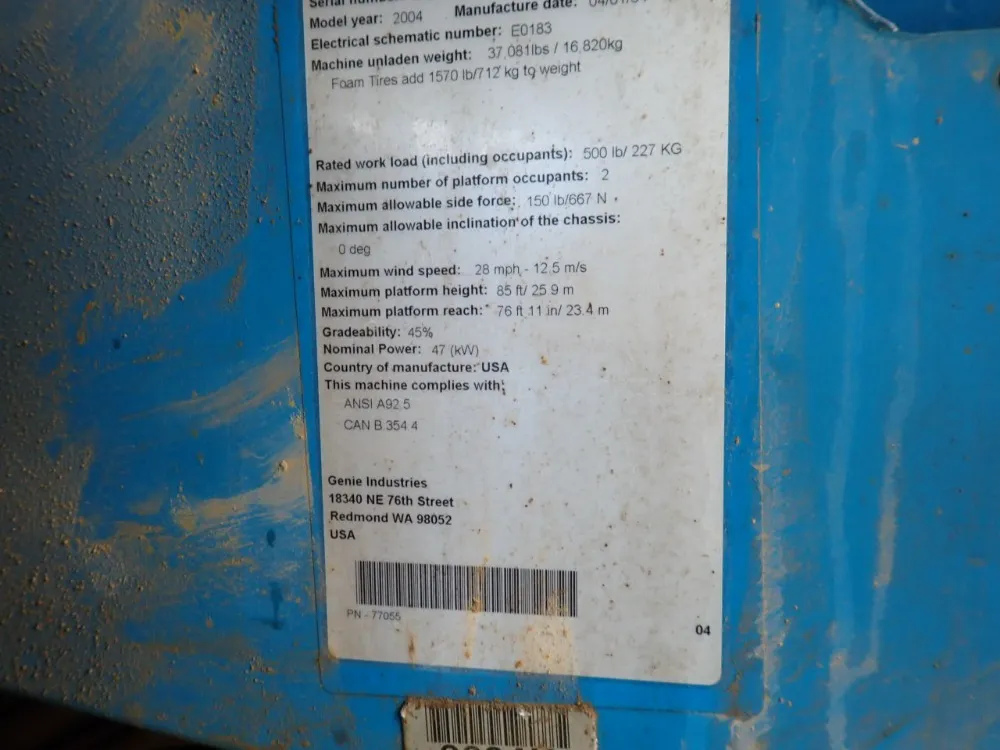 Serial number
Model year: 2004 Manufacture date: 04/01/04
Electrical schematic number: E0183
Machine unladen weight: 37,081lbs / 16,820kg
Foam Tires add 1570 lb/712 kg to weight
Rated work load (including occupants): 500 lb/ 227 KG
Maximum number of platform occupants: 2
Maximum allowable side force: 150 lb/667 N
Maximum allowable inclination of the chassis:
0 deg
Maximum wind speed: 28 mph - 12.5 m/s
Maximum platform height: 85 ft/ 25.9 m
Maximum platform reach: 76 ft 11 in/ 23.4 m
Gradeability: 45%
Nominal Power: 47 (kW)
Country of manufacture: USA
This machine complies with:
ANSI A92.5
CAN B 354.4
Genie Industries
18340 NE 76th Street
Redmond WA 98052
USA
PN - 77055
04